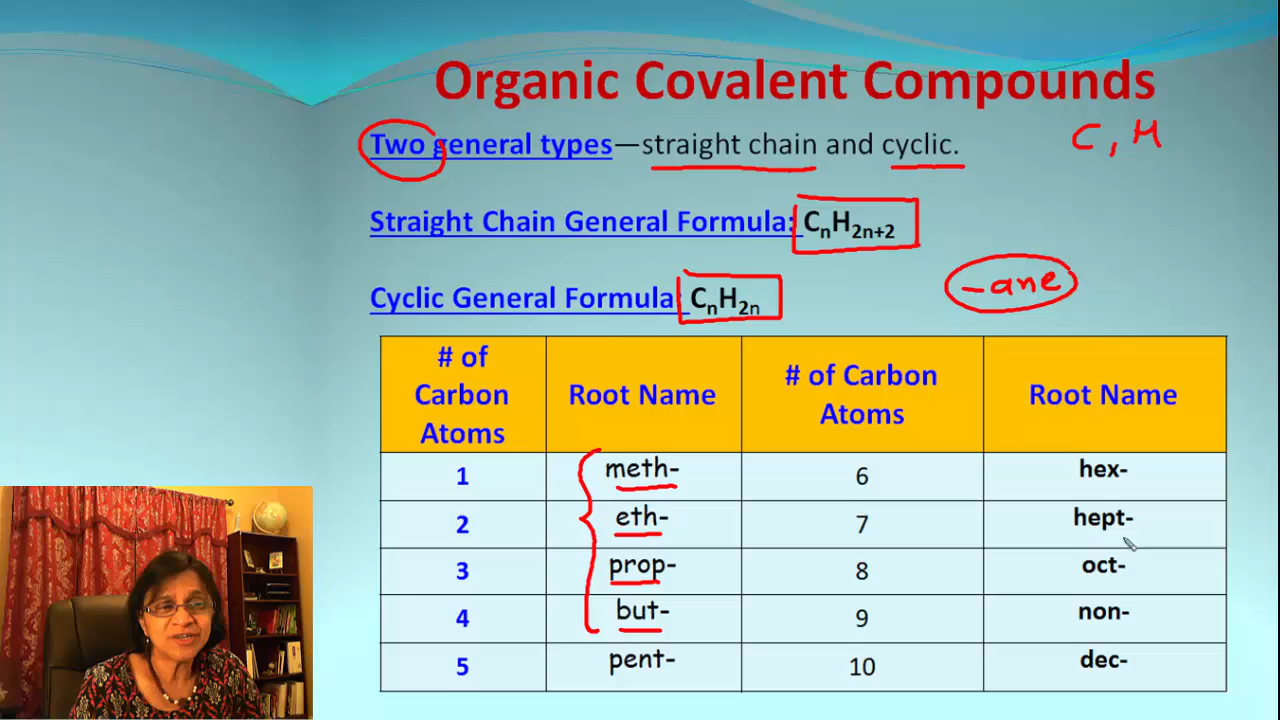 Organic Covalent Compounds
Two general types—straight chain and cyclic.
C, H
Straight Chain General Formula: CnH2n+2
-ane
Cyclic General Formula: CnH2n
# of Carbon Atoms Root Name # of Carbon Atoms Root Name
1 meth- 6 hex-
2 eth- 7 hept-
3 prop- 8 oct-
4 but- 9 non-
5 pent- 10 dec-